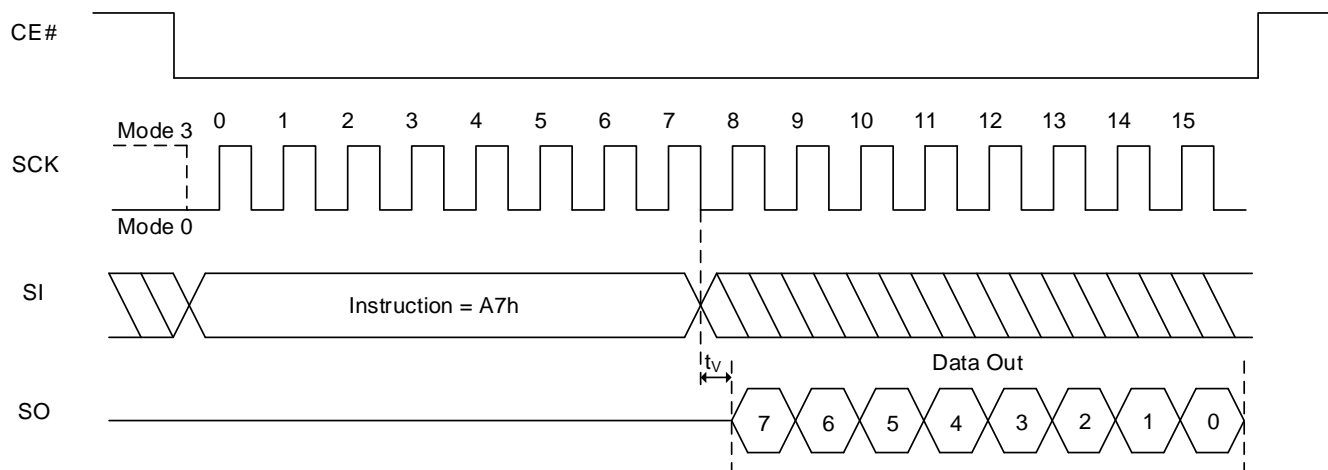 CE#
0 1 2 3 4 5 6 7 8 9 10 11 12 13 14 15
Mode 3
SCK
Mode 0
SI
Instruction = A7h
tV
Data Out
SO
7 6 5 4 3 2 1 0